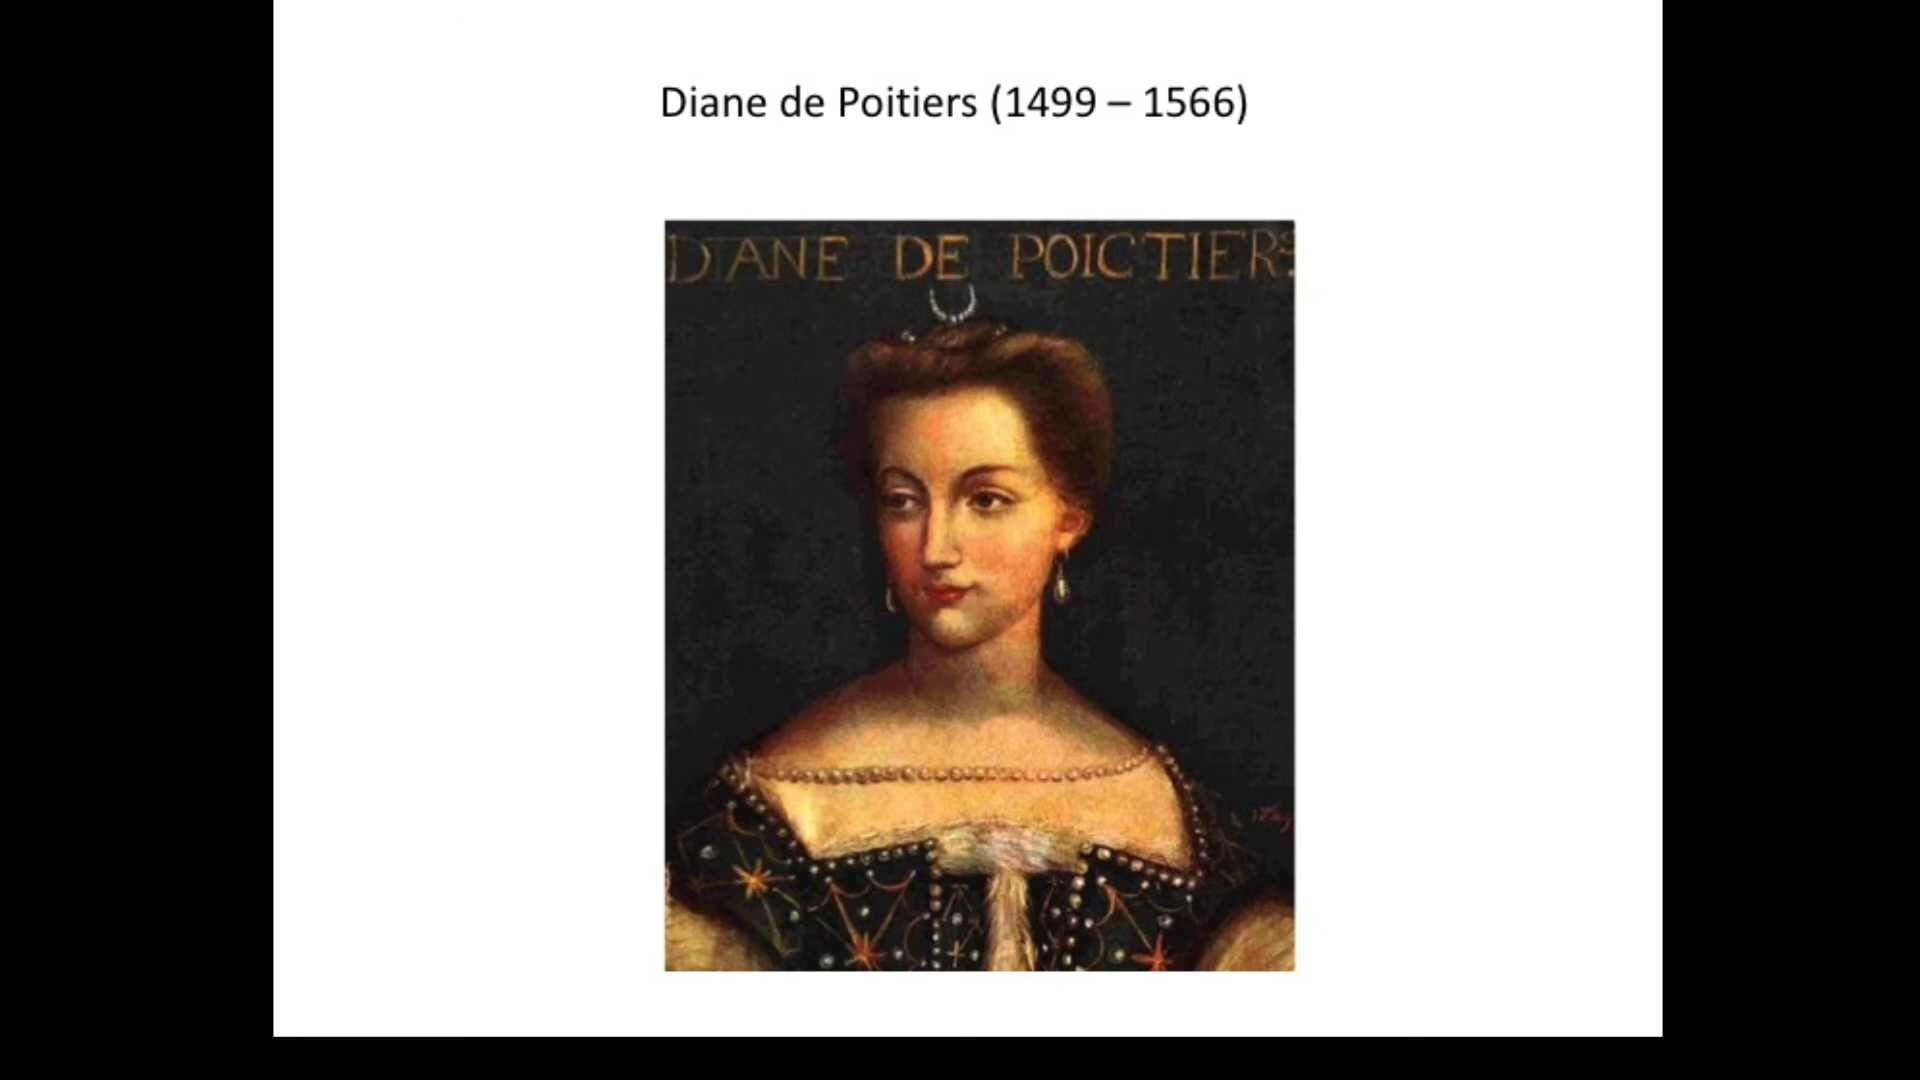 Diane de Poitiers (1499 – 1566)
DIANE DE POICTIERS